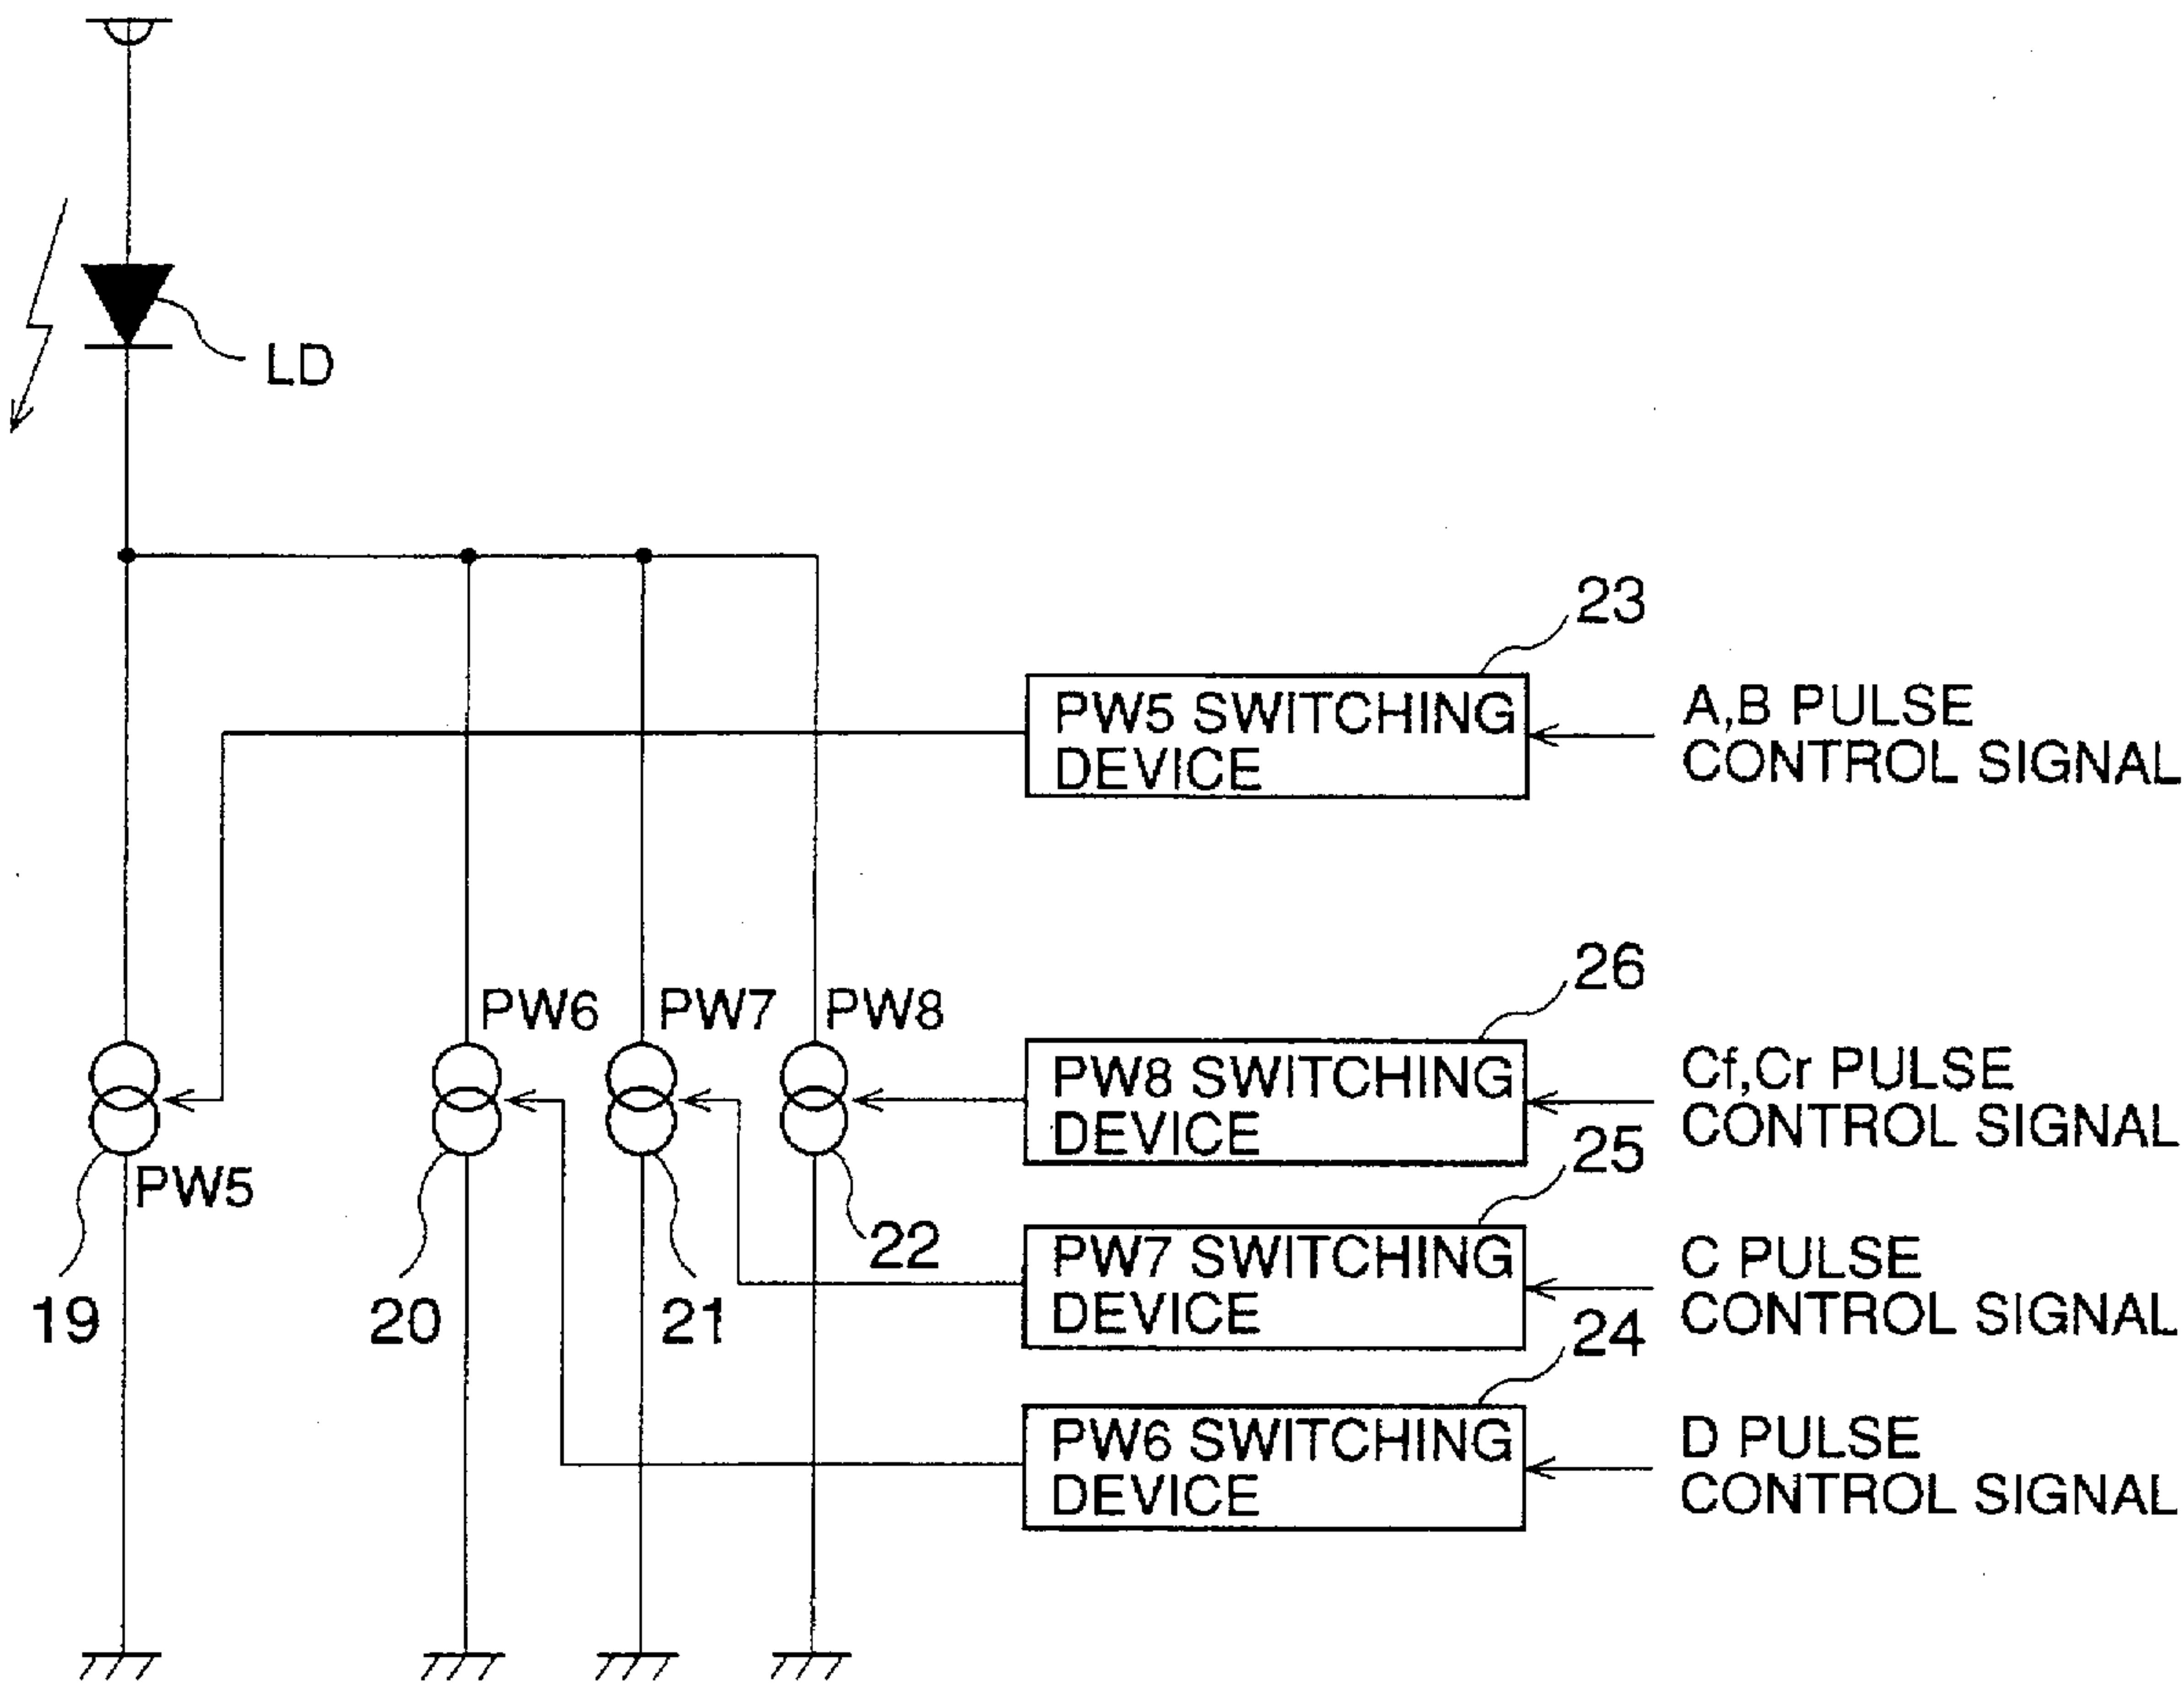 LD
23
PW5 SWITCHING
DEVICE
A,B PULSE
CONTROL SIGNAL
26
PW6
PW7
PW8
PW8 SWITCHING
DEVICE
Cf,Cr PULSE
CONTROL SIGNAL
25
PW5
22
PW7 SWITCHING
DEVICE
C PULSE
CONTROL SIGNAL
19
20
21
24
PW6 SWITCHING
DEVICE
D PULSE
CONTROL SIGNAL